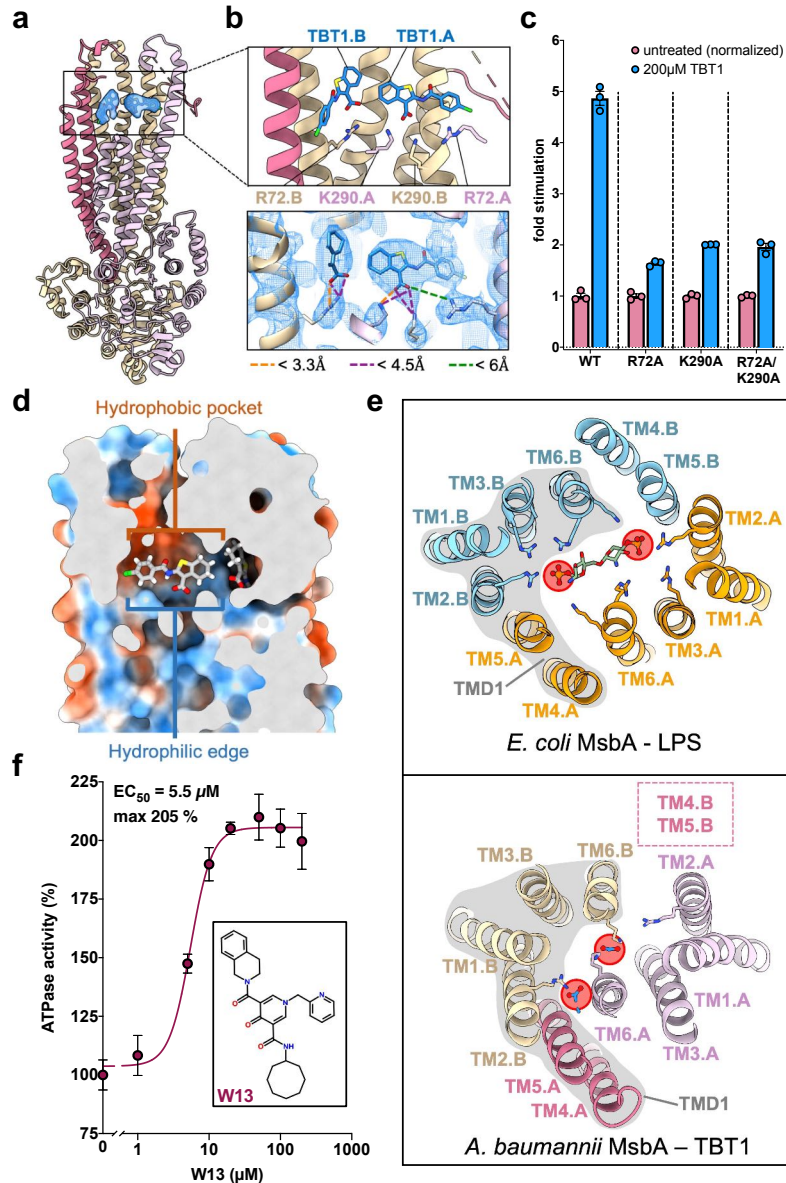 a
b
TBT1.B TBT1.A
R72.B K290.A K290.B R72.A
< 3.3Å < 4.5Å < 6Å
c
untreated (normalized)
200µM TBT1
fold stimulation
6
5
4
3
2
1
0
WT R72A K290A R72A/
K290A
d
Hydrophobic pocket
Hydrophilic edge
e
TM4.B
TM6.B
TM5.B
TM3.B
TM1.B
TM2.A
TM2.B
TM1.A
TM5.A
TM3.A
TMD1
TM6.A
TM4.A
E. coli MsbA - LPS
TM4.B
TM5.B
TM6.B
TM3.B
TM2.A
TM1.B
TM1.A
TM6.A
TM2.B
TM3.A
TM5.A
TM4.A
TMD1
A. baumannii MsbA – TBT1
f
EC50 = 5.5 µM
max 205 %
ATPase activity (%)
225
200
175
150
125
100
75
0 1 10 100 1000
W13 (µM)
N
O
N
N
O
O
NH
W13